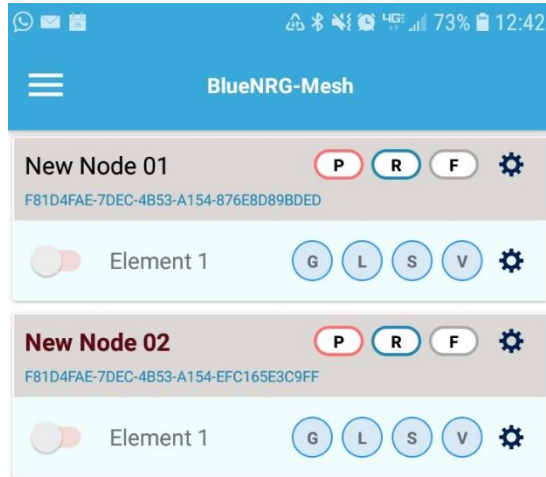 4GE 73% 12:42
BlueNRG-Mesh
New Node 01 P R F
F81D4FAE-7DEC-4B53-A154-876E8D89BDED
Element 1 G L S V
New Node 02 P R F
F81D4FAE-7DEC-4B53-A154-EFC165E3C9FF
Element 1 G L S V